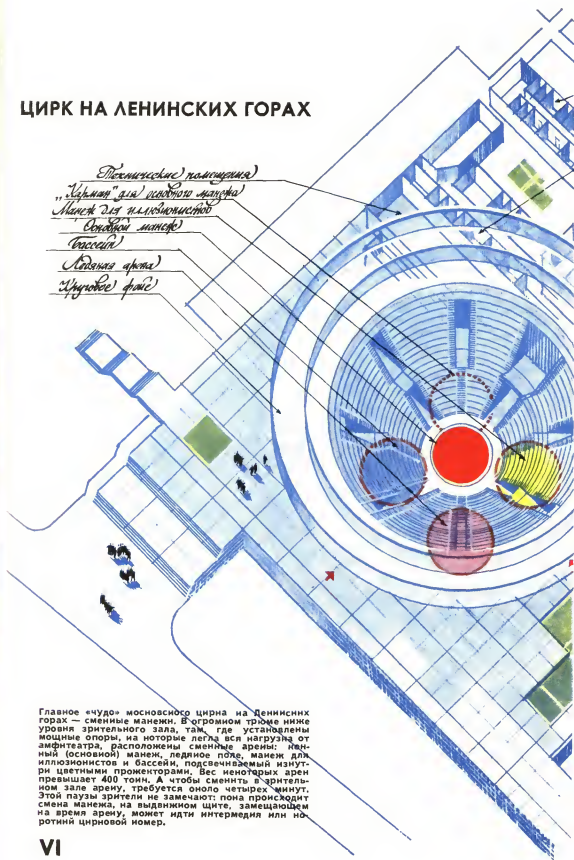 ЦИРК НА ЛЕНИНСКИХ ГОРАХ
Технические помещения
„Карман" для основного манежа
Манеж для иллюзионистов
Основной манеж
Бассейн
Ледяная арена
Круговое фойе
Главное «чудо» московского цирка на Ленинских
горах — сменные манежи. В огромном трюме ниже
уровня зрительного зала, там, где установлены
мощные опоры, на которые легла вся нагрузка от
амфитеатра, расположены сменные арены: кон-
ный (основной) манеж, ледяное поле, манеж для
иллюзионистов и бассейн, подсвечиваемый изнут-
ри цветными прожекторами. Вес некоторых арен
превышает 400 тонн. А чтобы сменить в зритель-
ном зале арену, требуется около четырех минут.
Этой паузы зрители не замечают: пока происходит
смена манежа, на выдвижном щите, замещающем
на время арену, может идти интермедия или ко-
роткий цирковой номер.
VI